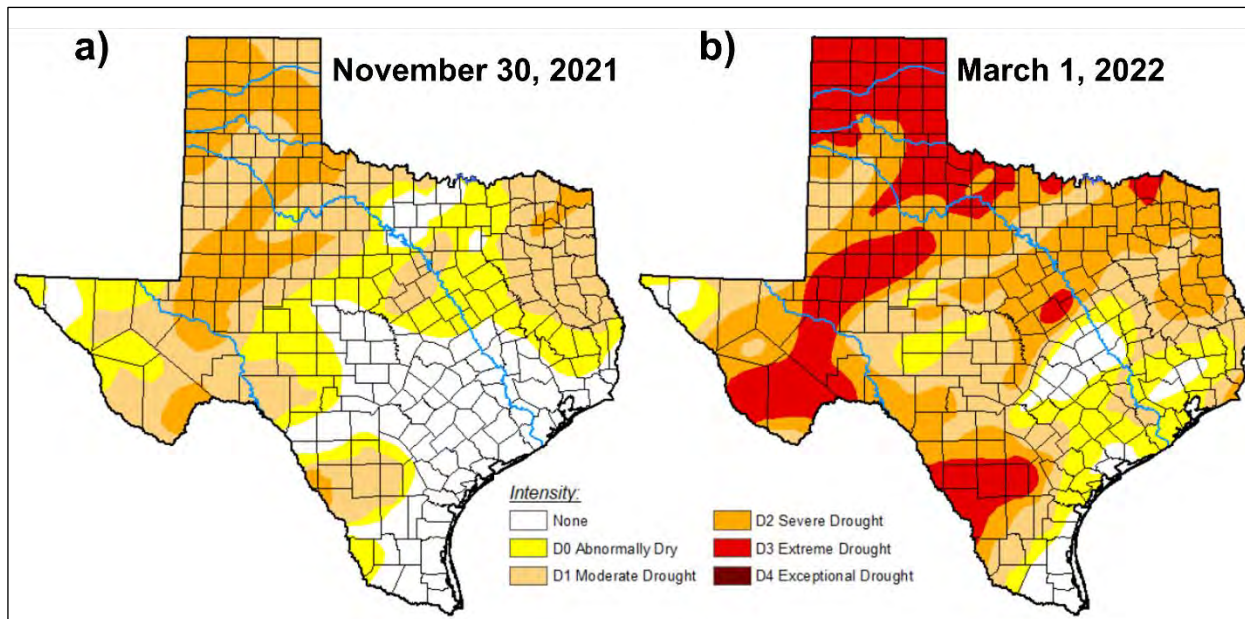 a)
November 30, 2021
b)
March 1, 2022
Intensity:
None
D0 Abnormally Dry
D1 Moderate Drought
D2 Severe Drought
D3 Extreme Drought
D4 Exceptional Drought